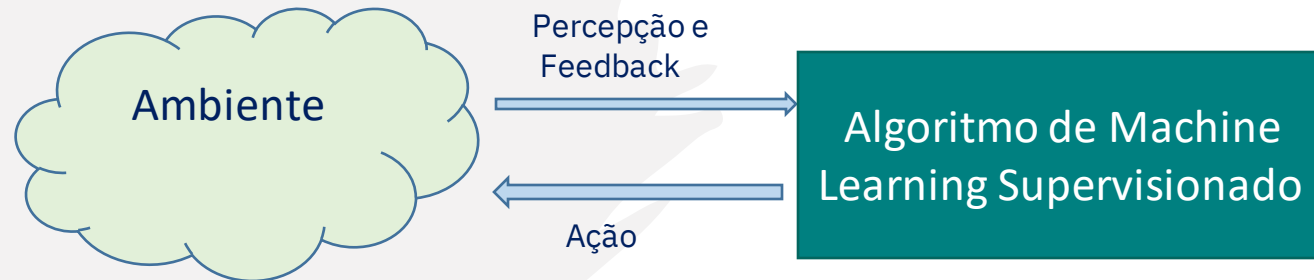 Percepção e
Feedback
Ambiente
Algoritmo de Machine
Learning Supervisionado
Ação